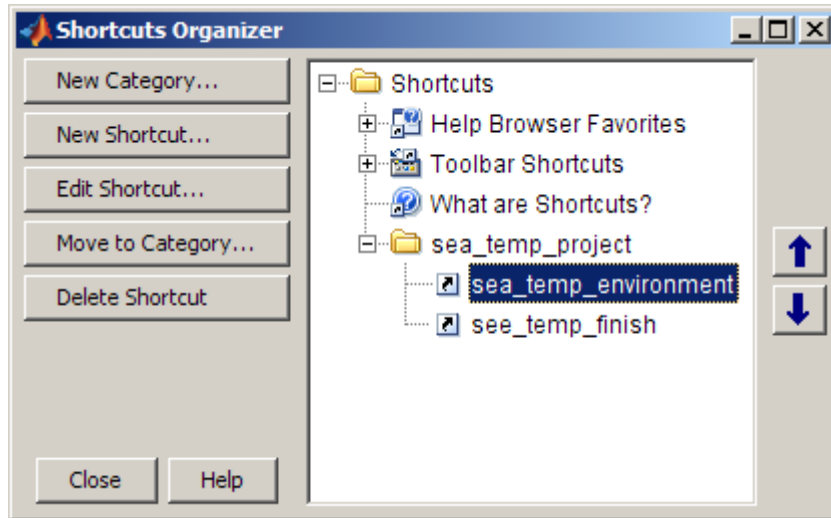 Shortcuts Organizer
New Category...
New Shortcut...
Edit Shortcut...
Move to Category...
Delete Shortcut
Shortcuts
Help Browser Favorites
Toolbar Shortcuts
What are Shortcuts?
sea_temp_project
sea_temp_environment
see_temp_finish
Close Help